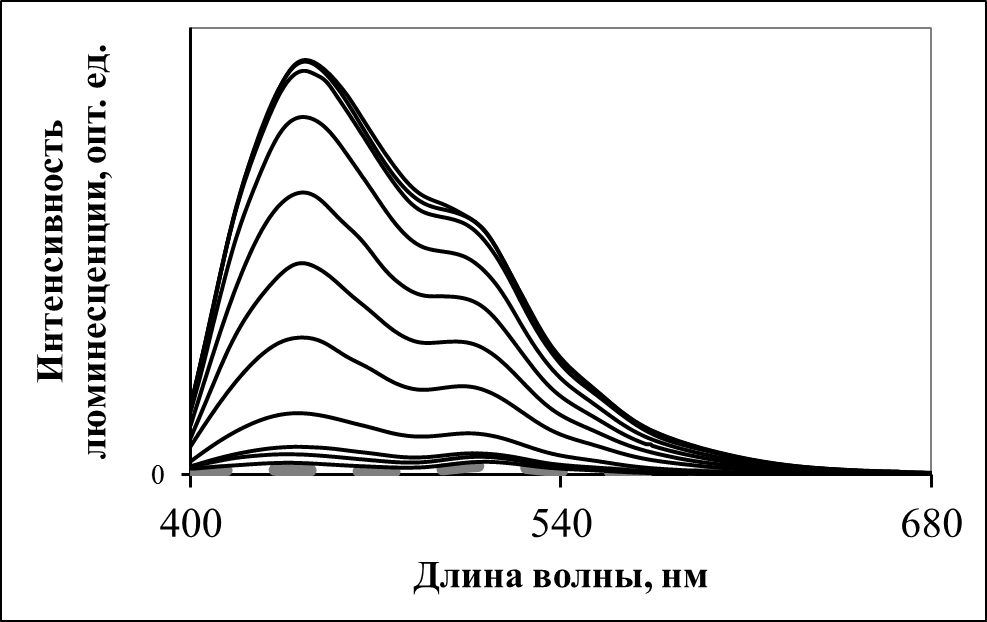 Интенсивность
люминесценции, опт. ед.
0
400 540 680
Длина волны, нм